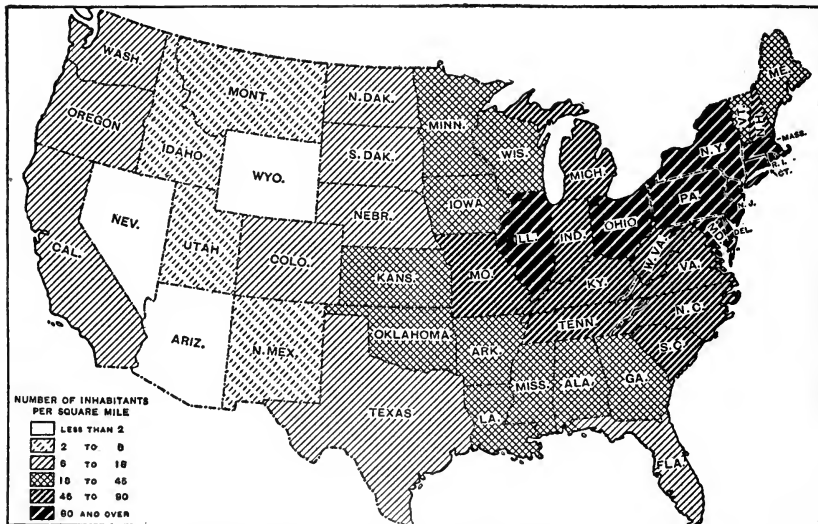 WASH.
MONT.
N. DAK.
MINN.
ME.
VT.
N.H.
OREGON
IDAHO
S. DAK.
WIS.
MICH.
N.Y.
MASS.
R.I.
CT.
WYO.
IOWA
PA.
N.J.
NEV.
NEBR.
ILL.
IND.
OHIO
DEL.
MD.
CAL.
UTAH
COLO.
KANS.
MO.
KY.
W. VA.
VA.
ARIZ.
N. MEX.
OKLAHOMA
ARK.
TENN.
N.C.
S.C.
TEXAS
LA.
MISS.
ALA.
GA.
FLA.
NUMBER OF INHABITANTS
PER SQUARE MILE
LESS THAN 2
2 TO 6
6 TO 18
18 TO 45
45 TO 90
90 AND OVER